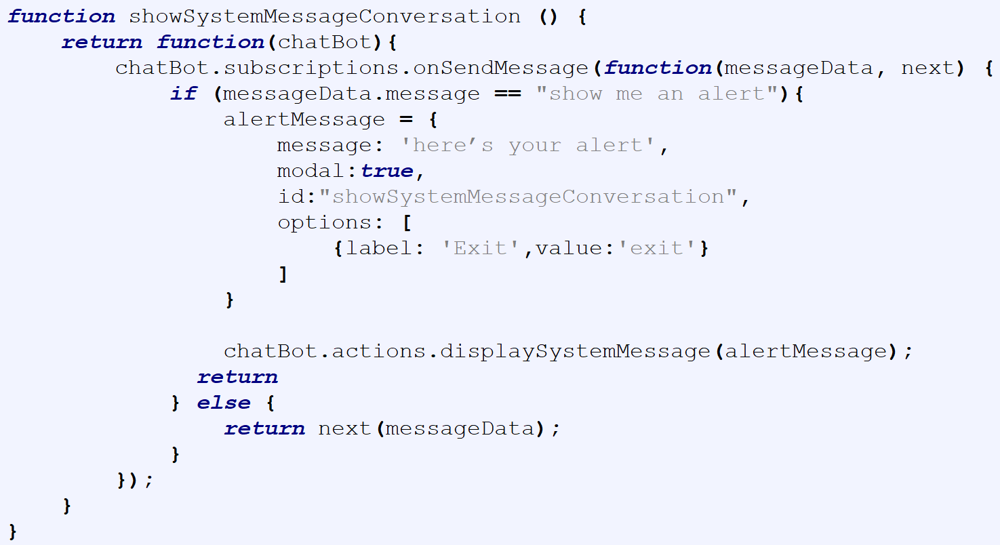 function showSystemMessageConversation () {
    return function(chatBot){
        chatBot.subscriptions.onSendMessage(function(messageData, next) {
            if (messageData.message == "show me an alert"){
                alertMessage = {
                    message: 'here’s your alert',
                    modal:true,
                    id:"showSystemMessageConversation",
                    options: [
                        {label: 'Exit',value:'exit'}
                    ]
                }

                chatBot.actions.displaySystemMessage(alertMessage);
              return
            } else {
                return next(messageData);
            }
        });
    }
}